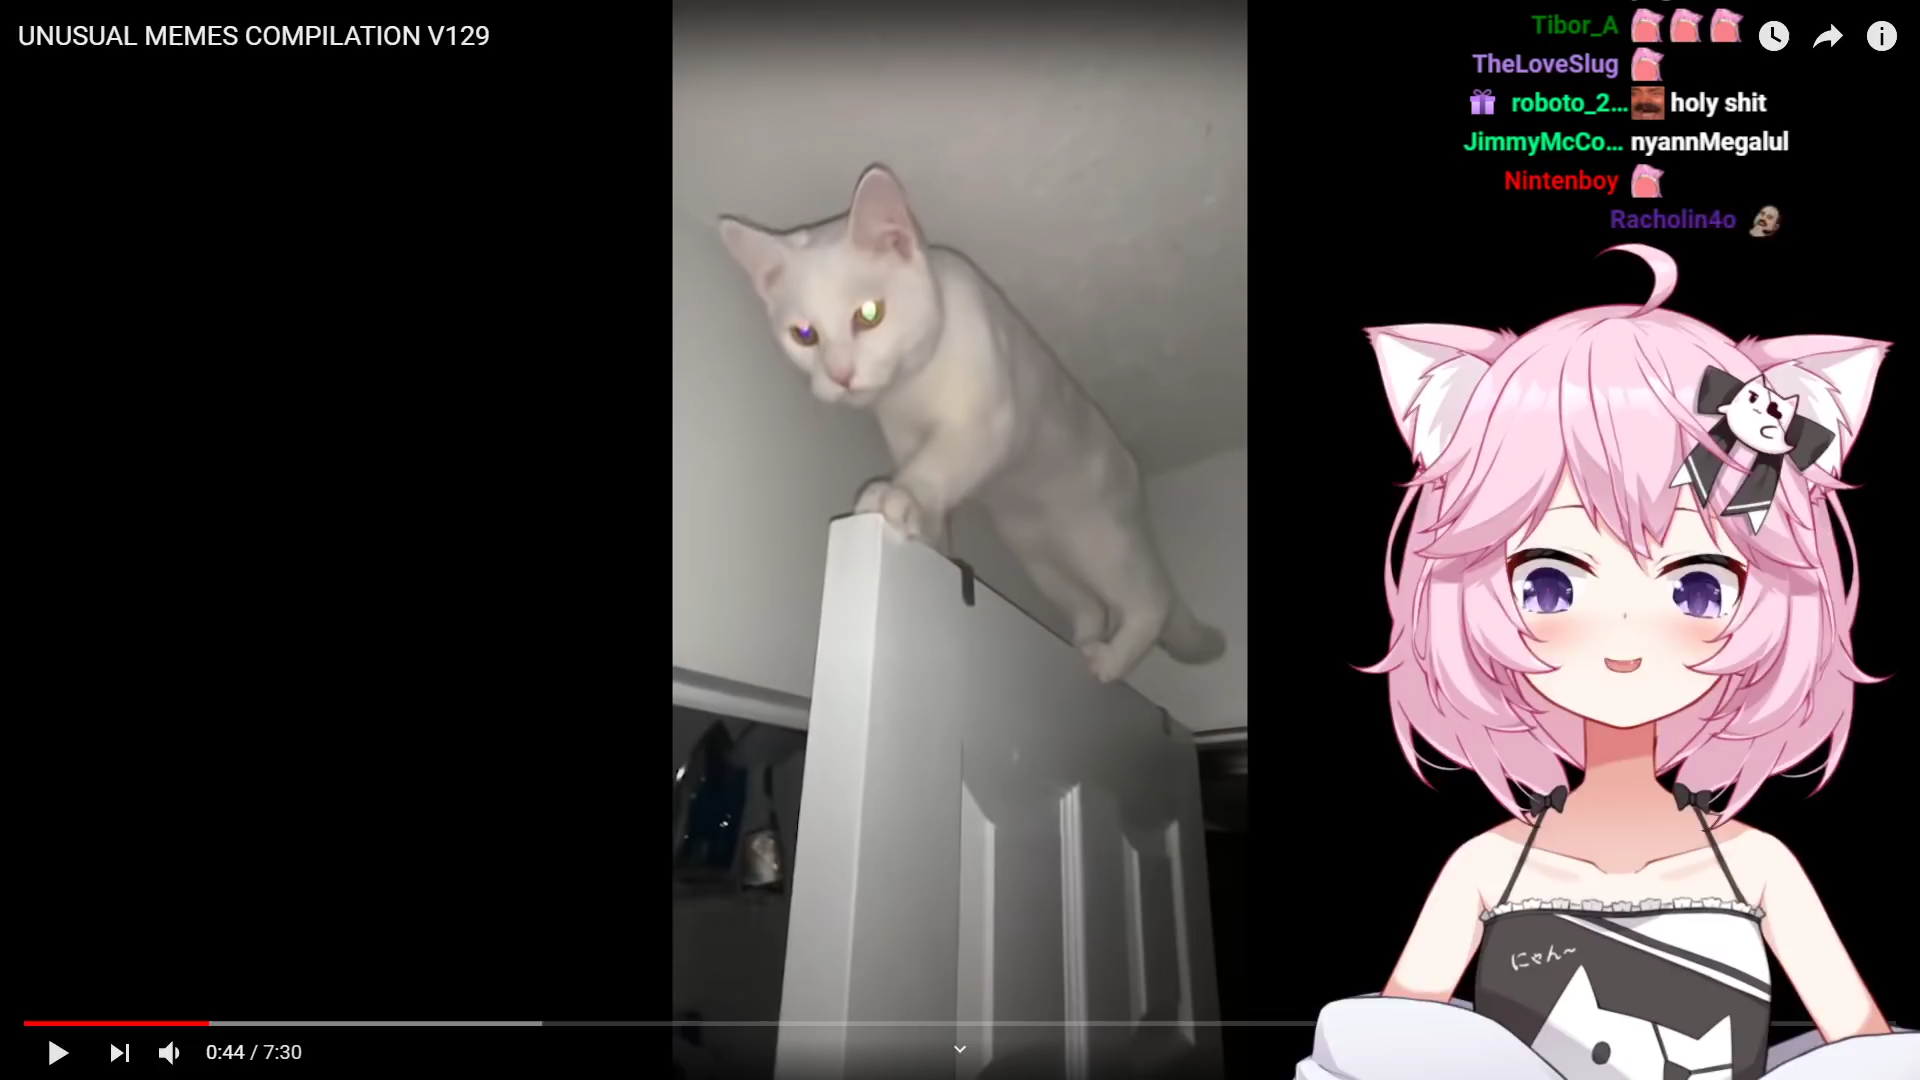 UNUSUAL MEMES COMPILATION V129
Tibor_A
TheLoveSlug
roboto_2... holy shit
JimmyMcCo... nyannMegalul
Nintenboy
Racholin4o
にゃん~
0:44 / 7:30